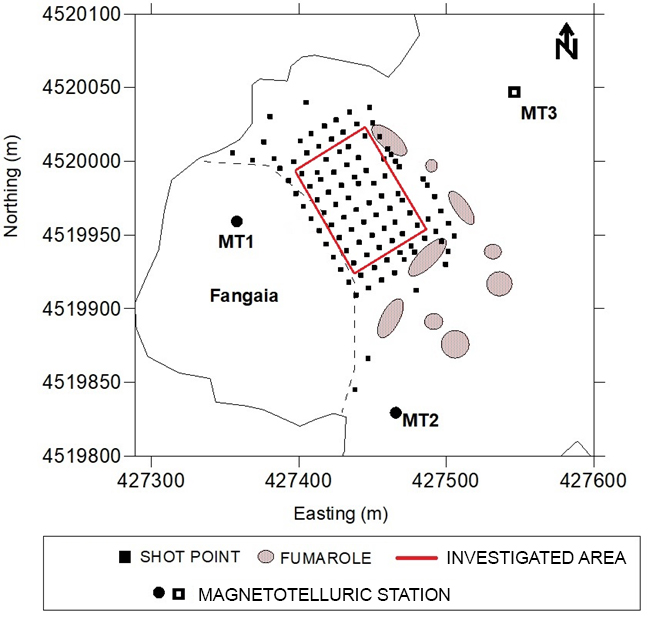 4520100
4520050
4520000
4519950
4519900
4519850
4519800
Northing (m)
N
MT3
MT1
Fangaia
MT2
427300 427400 427500 427600
Easting (m)
SHOT POINT FUMAROLE INVESTIGATED AREA
MAGNETOTELLURIC STATION